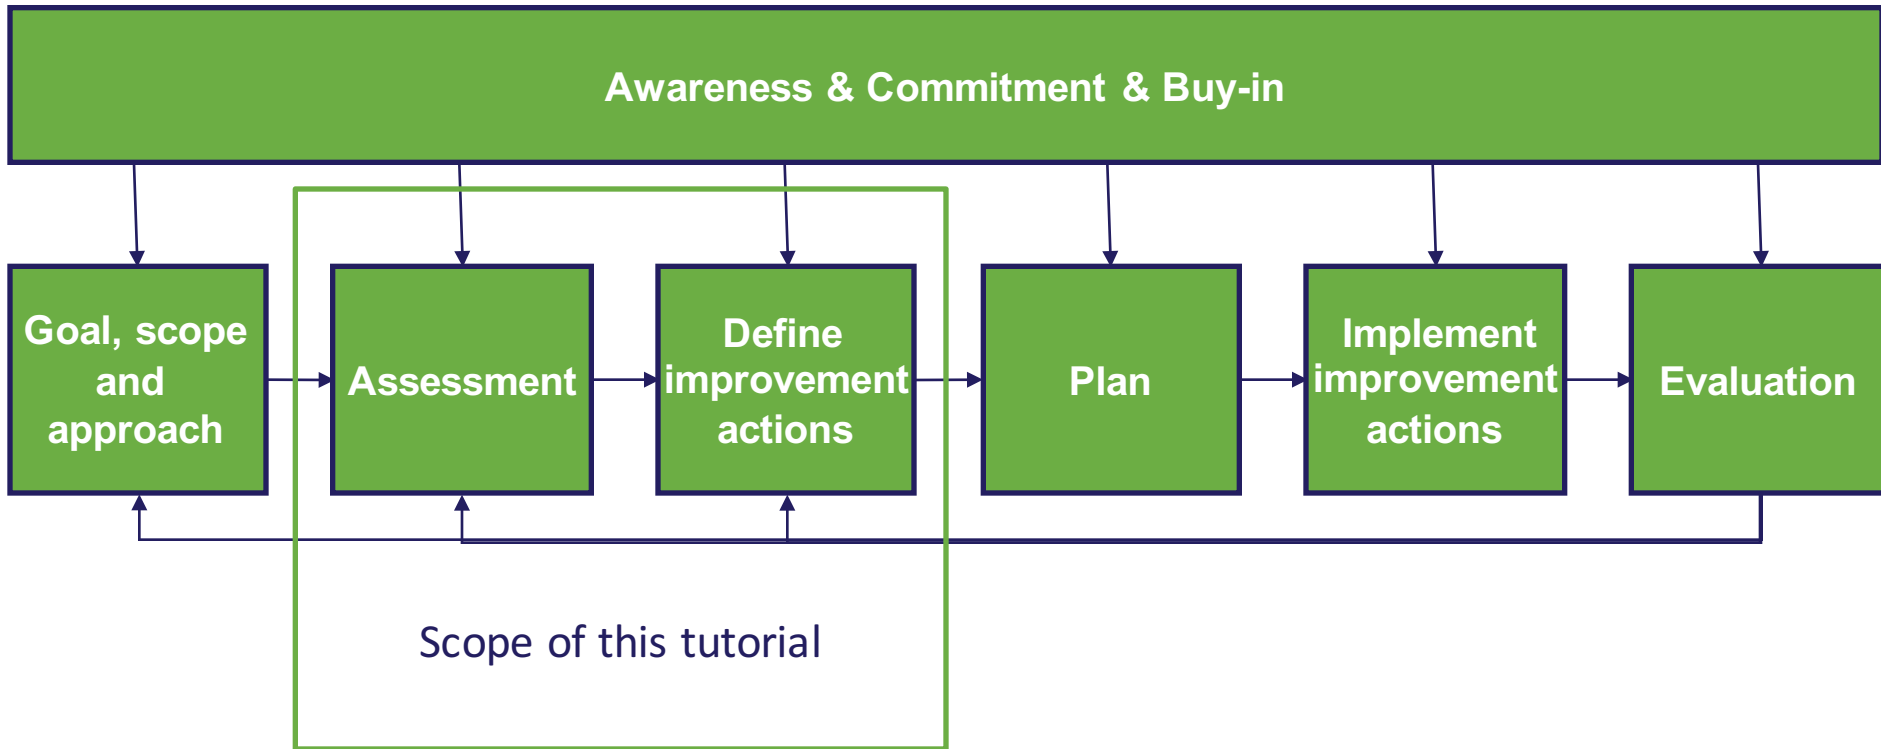 Awareness & Commitment & Buy-in
Goal, scope
and
approach
Assessment
Define
improvement
actions
Plan
Implement
improvement
actions
Evaluation
Scope of this tutorial